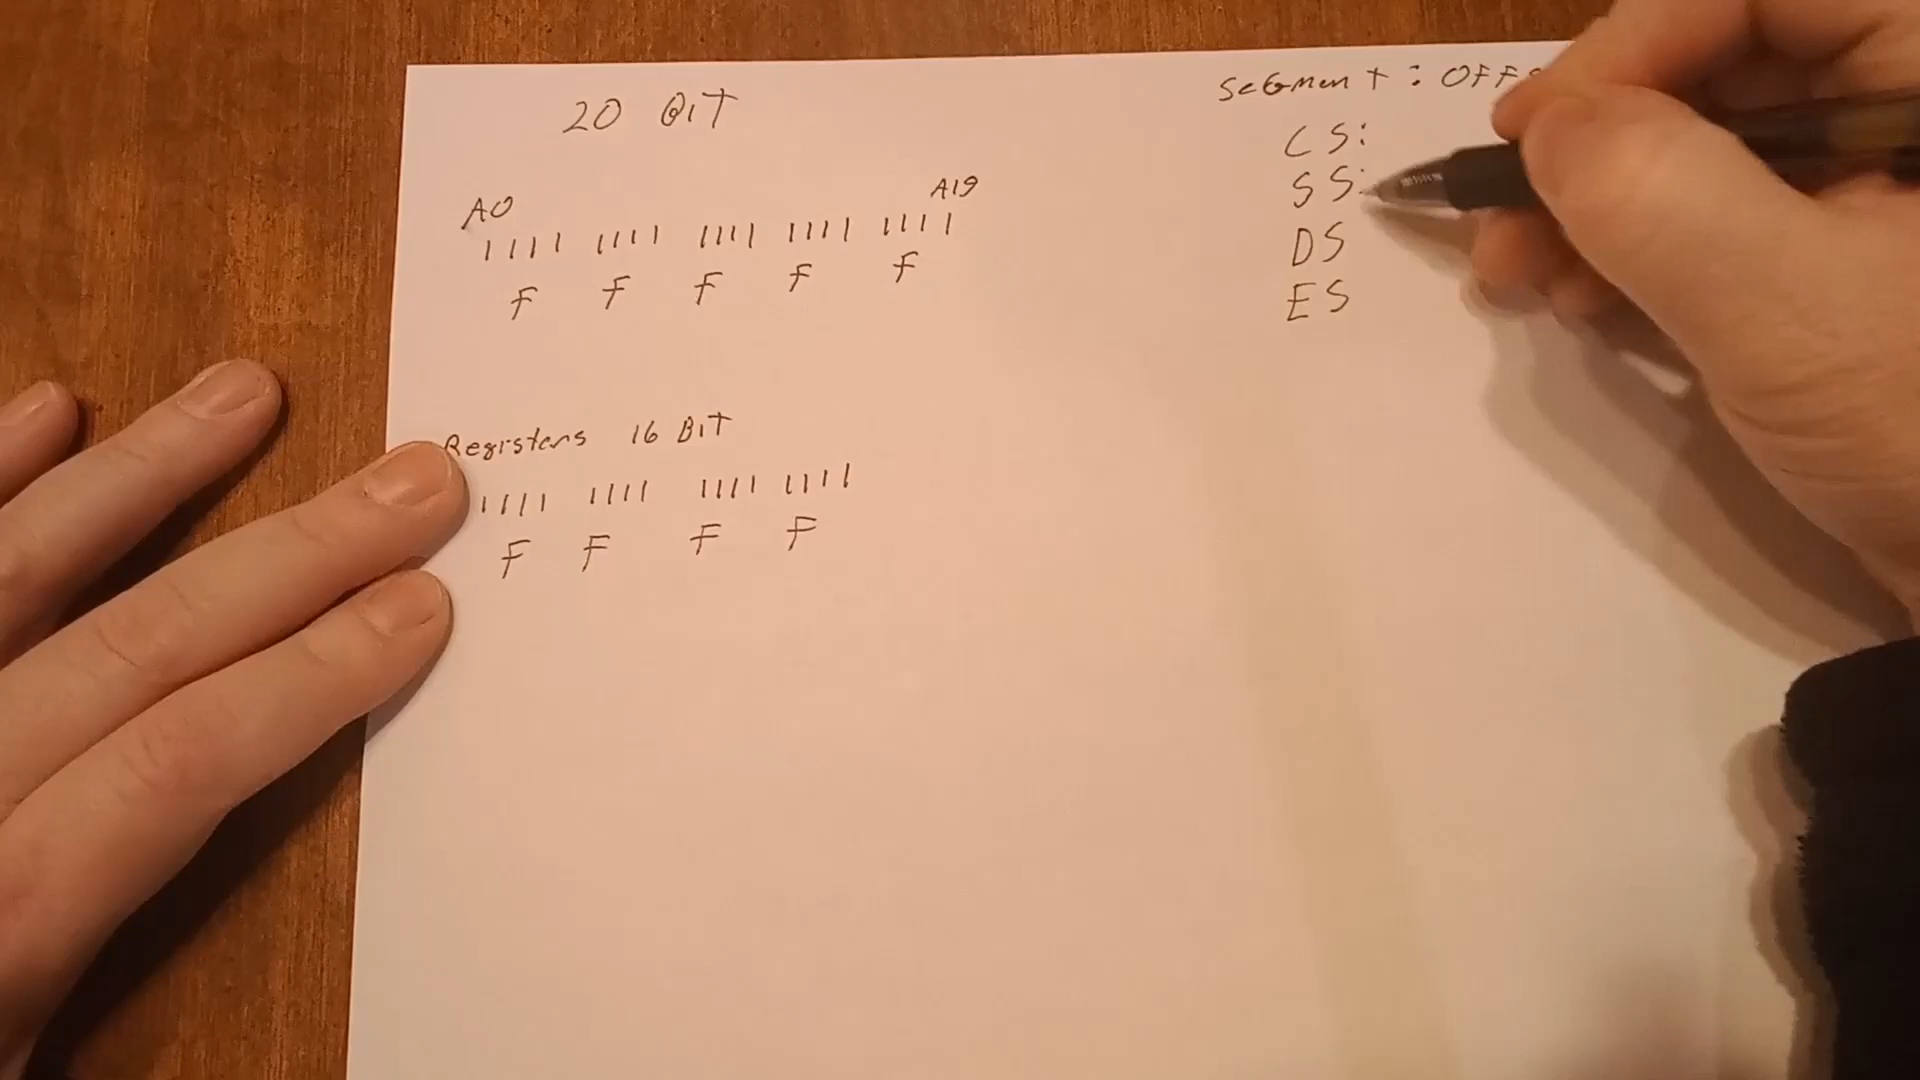 20 BIT
A0 A19
1111 1111 1111 1111 1111
F F F F F
Registers 16 BIT
1111 1111 1111 1111
F F F F
SEGMENT :
CS:
SS:
DS
ES